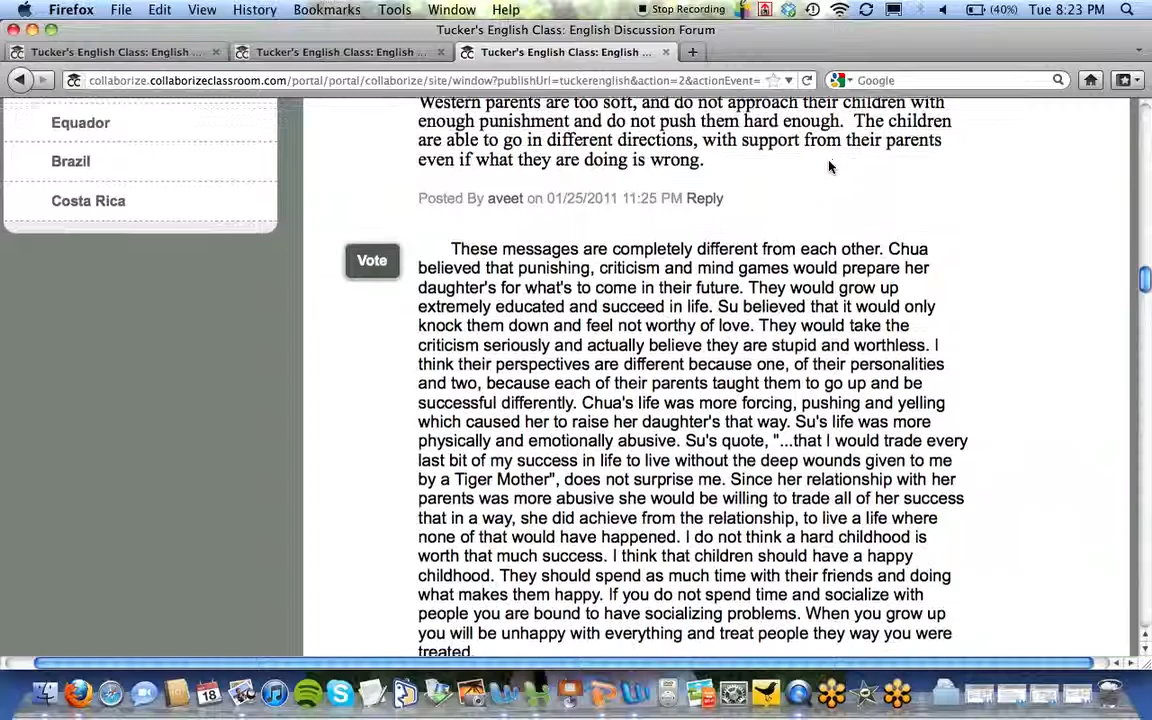 Firefox File Edit View History Bookmarks Tools Window Help Stop Recording (40%) Tue 8:23 PM
Tucker's English Class: English Discussion Forum
Tucker's English Class: English ... Tucker's English Class: English ... Tucker's English Class: English ...
collaborize.collaborizeclassroom.com/portal/portal/collaborize/site/window?publishUrl=tuckerenglish&action=2&actionEvent= Google
Equador
Brazil
Costa Rica
Western parents are too soft, and do not approach their children with
enough punishment and do not push them hard enough.  The children
are able to go in different directions, with support from their parents
even if what they are doing is wrong.
Posted By aveet on 01/25/2011 11:25 PM Reply
Vote
These messages are completely different from each other. Chua
believed that punishing, criticism and mind games would prepare her
daughter's for what's to come in their future. They would grow up
extremely educated and succeed in life. Su believed that it would only
knock them down and feel not worthy of love. They would take the
criticism seriously and actually believe they are stupid and worthless. I
think their perspectives are different because one, of their personalities
and two, because each of their parents taught them to go up and be
successful differently. Chua's life was more forcing, pushing and yelling
which caused her to raise her daughter's that way. Su's life was more
physically and emotionally abusive. Su's quote, "...that I would trade every
last bit of my success in life to live without the deep wounds given to me
by a Tiger Mother", does not surprise me. Since her relationship with her
parents was more abusive she would be willing to trade all of her success
that in a way, she did achieve from the relationship, to live a life where
none of that would have happened. I do not think a hard childhood is
worth that much success. I think that children should have a happy
childhood. They should spend as much time with their friends and doing
what makes them happy. If you do not spend time and socialize with
people you are bound to have socializing problems. When you grow up
you will be unhappy with everything and treat people they way you were
treated.
18